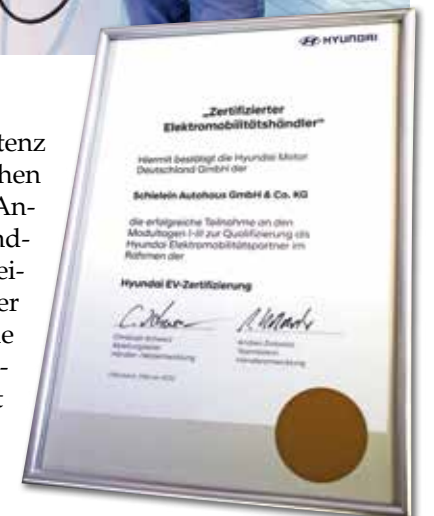 tenz
chen
An-
nd-
ei-
er
e
-
t
HYUNDAI
„Zertifizierter
Elektromobilitätshändler“
Hiermit bestätigt die Hyundai Motor
Deutschland GmbH der
Schielein Autohaus GmbH & Co. KG
die erfolgreiche Teilnahme an den
Modultagen I-III zur Qualifizierung als
Hyundai Elektromobilitätspartner im
Rahmen der
Hyundai EV-Zertifizierung